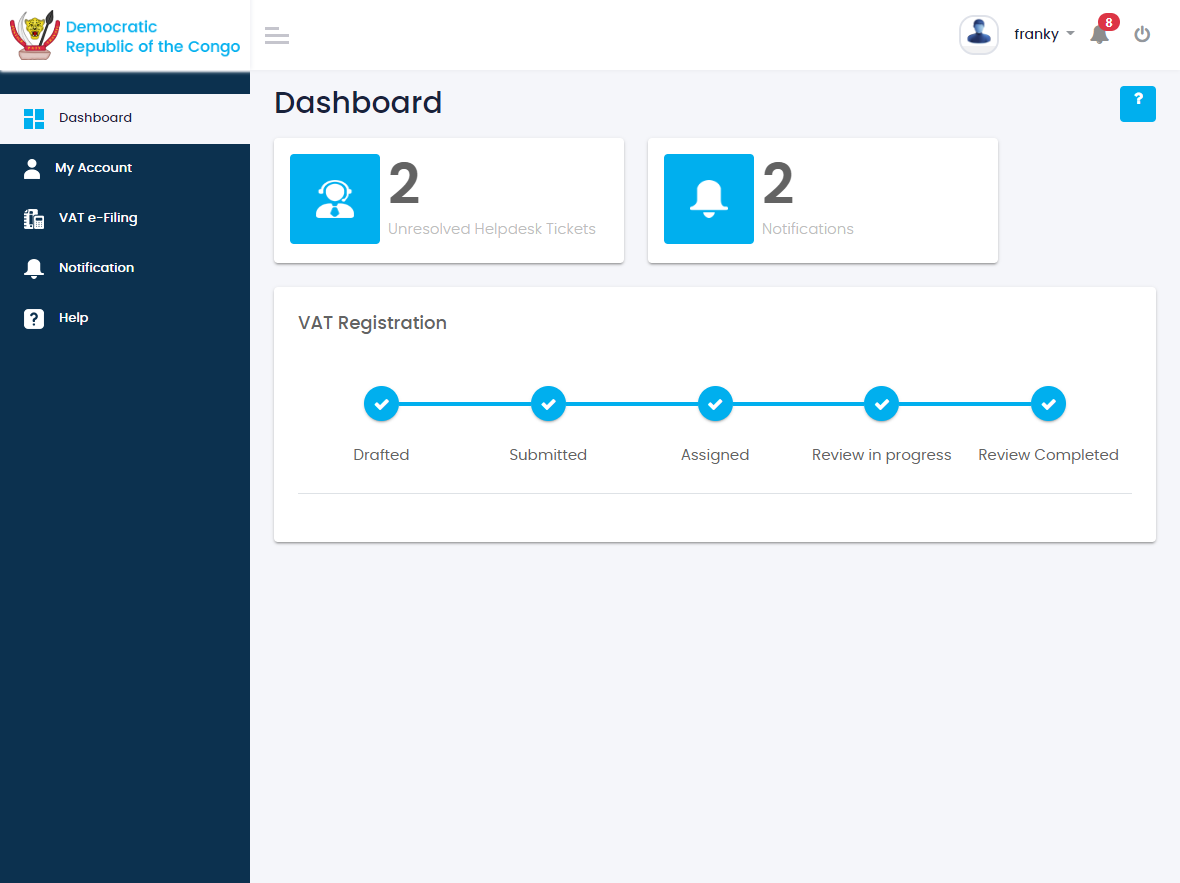 Democratic
Republic of the Congo
franky
8
Dashboard
My Account
VAT e-Filing
Notification
Help
Dashboard
?
2
Unresolved Helpdesk Tickets
2
Notifications
VAT Registration
Drafted
Submitted
Assigned
Review in progress
Review Completed